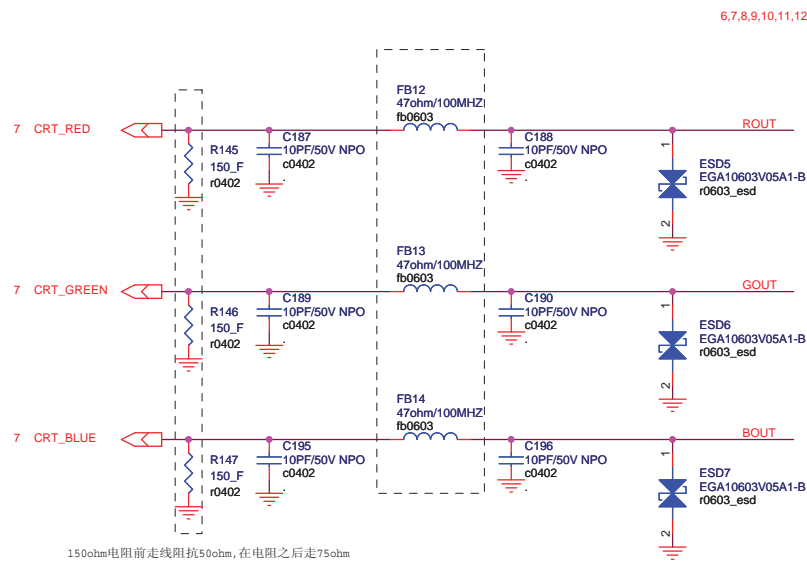 6,7,8,9,10,11,12
FB12
47ohm/100MHZ
fb0603
7 CRT_RED
ROUT
R145
150_F
r0402
C187
10PF/50V NPO
c0402
.
C188
10PF/50V NPO
c0402
.
1
2
ESD5
EGA10603V05A1-B
r0603_esd
FB13
47ohm/100MHZ
fb0603
7 CRT_GREEN
GOUT
R146
150_F
r0402
C189
10PF/50V NPO
c0402
.
C190
10PF/50V NPO
c0402
.
1
2
ESD6
EGA10603V05A1-B
r0603_esd
FB14
47ohm/100MHZ
fb0603
7 CRT_BLUE
BOUT
R147
150_F
r0402
C195
10PF/50V NPO
c0402
.
C196
10PF/50V NPO
c0402
.
1
2
ESD7
EGA10603V05A1-B
r0603_esd
150ohm电阻前走线阻抗50ohm,在电阻之后走75ohm